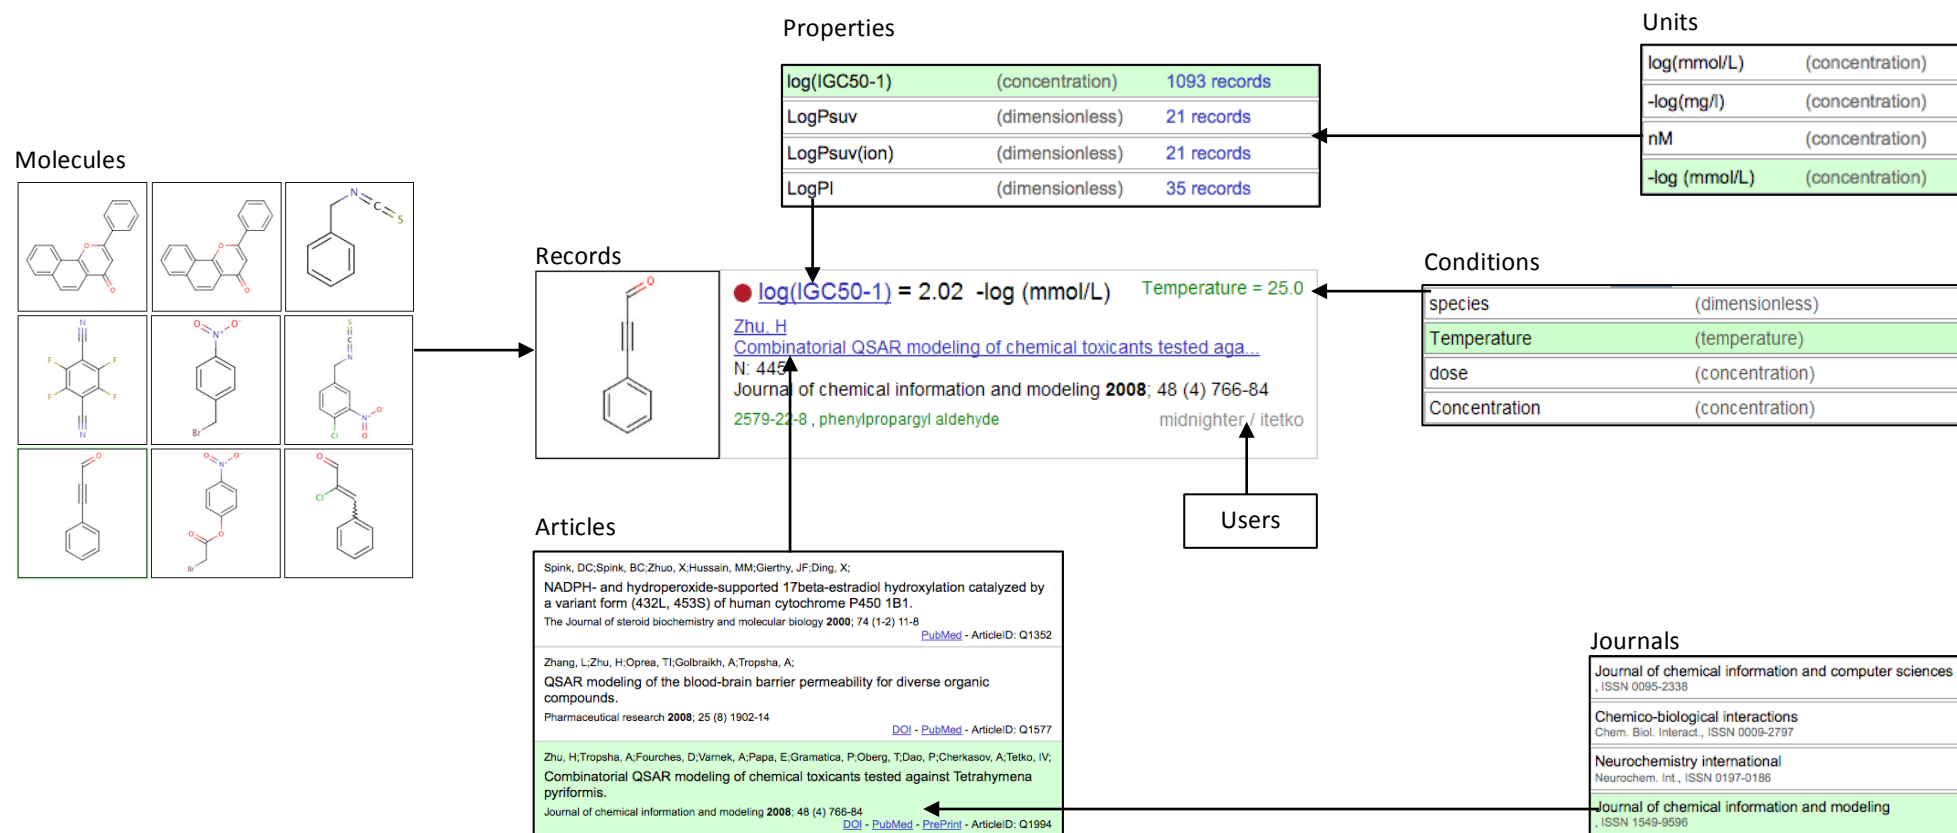 Properties
log(IGC50-1) (concentration) 1093 records
LogPsuv (dimensionless) 21 records
LogPsuv(ion) (dimensionless) 21 records
LogPI (dimensionless) 35 records
Units
log(mmol/L) (concentration)
-log(mg/l) (concentration)
nM (concentration)
-log (mmol/L) (concentration)
Molecules
N C S
O
O
O
O
N
F F
F F
N
O O-
N+
Br
S
C
N
N+ O-
O
Cl
O
O O-
N+
O
O
Br
O
Cl
Records
O
log(IGC50-1) = 2.02 -log (mmol/L) Temperature = 25.0
Zhu, H
Combinatorial QSAR modeling of chemical toxicants tested aga...
N: 445
Journal of chemical information and modeling 2008; 48 (4) 766-84
2579-22-8 , phenylpropargyl aldehyde midnighter / itetko
Conditions
species (dimensionless)
Temperature (temperature)
dose (concentration)
Concentration (concentration)
Users
Articles
Spink, DC;Spink, BC;Zhuo, X;Hussain, MM;Gierthy, JF;Ding, X;
NADPH- and hydroperoxide-supported 17beta-estradiol hydroxylation catalyzed by
a variant form (432L, 453S) of human cytochrome P450 1B1.
The Journal of steroid biochemistry and molecular biology 2000; 74 (1-2) 11-8
PubMed - ArticleID: Q1352
Zhang, L;Zhu, H;Oprea, TI;Golbraikh, A;Tropsha, A;
QSAR modeling of the blood-brain barrier permeability for diverse organic
compounds.
Pharmaceutical research 2008; 25 (8) 1902-14
DOI - PubMed - ArticleID: Q1577
Zhu, H;Tropsha, A;Fourches, D;Varnek, A;Papa, E;Gramatica, P;Oberg, T;Dao, P;Cherkasov, A;Tetko, IV;
Combinatorial QSAR modeling of chemical toxicants tested against Tetrahymena
pyriformis.
Journal of chemical information and modeling 2008; 48 (4) 766-84
DOI - PubMed - PrePrint - ArticleID: Q1994
Journals
Journal of chemical information and computer sciences
, ISSN 0095-2338
Chemico-biological interactions
Chem. Biol. Interact., ISSN 0009-2797
Neurochemistry international
Neurochem. Int., ISSN 0197-0186
Journal of chemical information and modeling
, ISSN 1549-9596